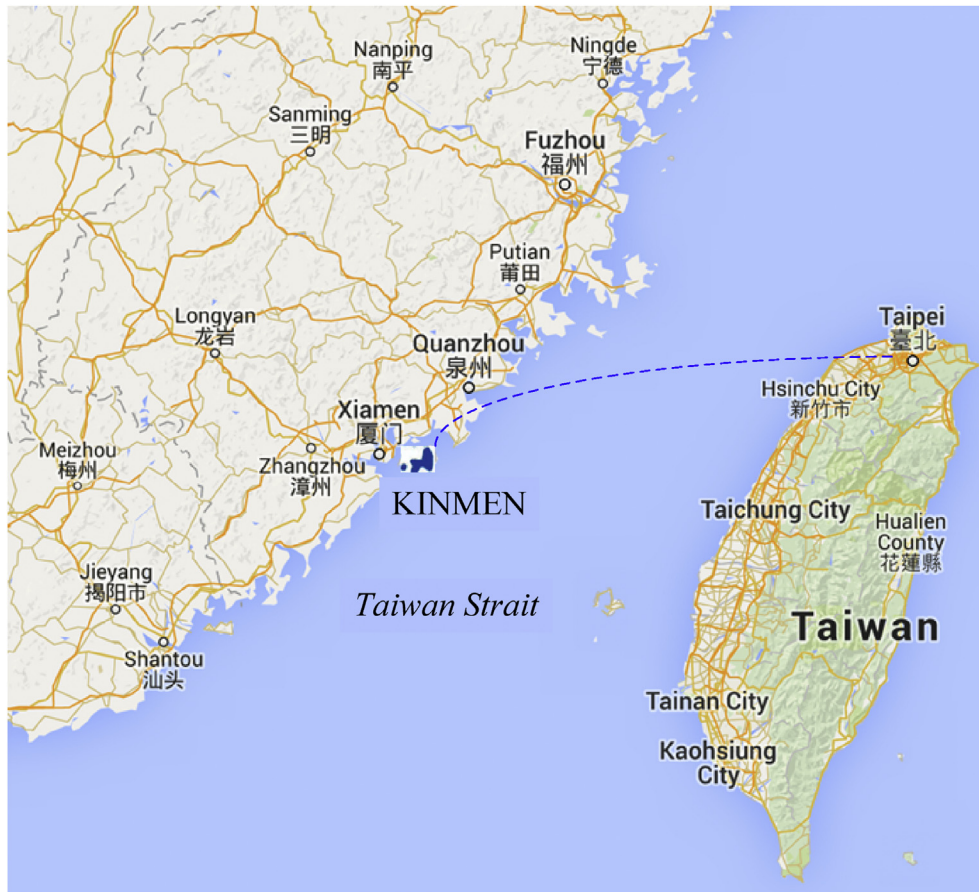 Nanping
南平
Ningde
宁德
Sanming
三明
Fuzhou
福州
Putian
莆田
Longyan
龙岩
Taipei
臺北
Quanzhou
泉州
Hsinchu City
新竹市
Xiamen
厦门
Meizhou
梅州
Zhangzhou
漳州
KINMEN
Taichung City
Hualien
County
花蓮縣
Jieyang
揭阳市
Taiwan Strait
Taiwan
Shantou
汕头
Tainan City
Kaohsiung
City